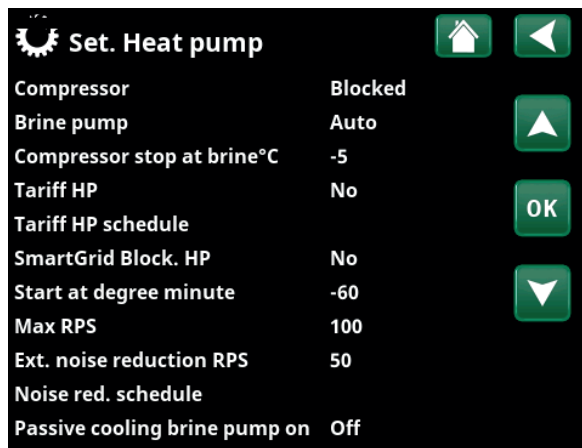 Set. Heat pump
Compressor Blocked
Brine pump Auto
Compressor stop at brine°C -5
Tariff HP No
Tariff HP schedule
OK
SmartGrid Block. HP No
Start at degree minute -60
Max RPS 100
Ext. noise reduction RPS 50
Noise red. schedule
Passive cooling brine pump on Off